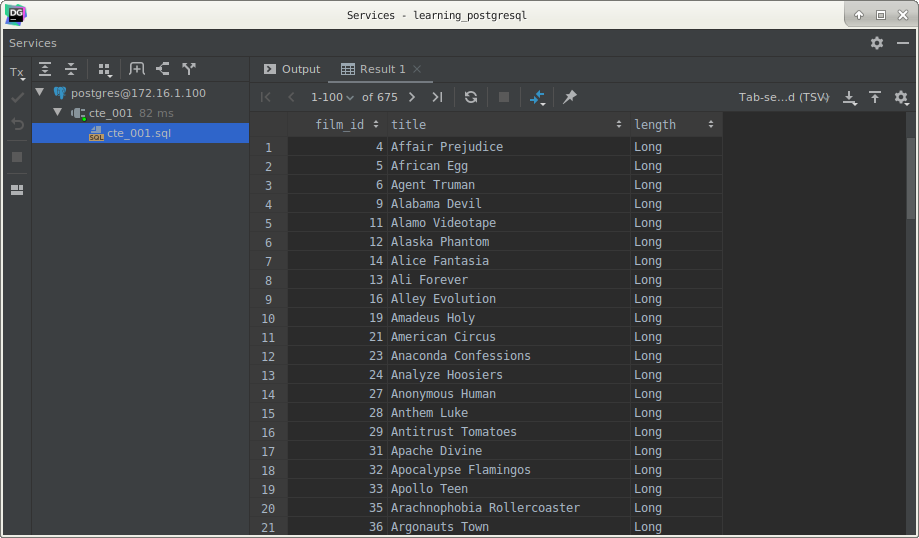 DG
Services - learning_postgresql
Services
Tx
postgres@172.16.1.100
cte_001 82 ms
SQL cte_001.sql
Output Result 1
1-100 of 675 Tab-se...d (TSV)
film_id title length
1 4 Affair Prejudice Long
2 5 African Egg Long
3 6 Agent Truman Long
4 9 Alabama Devil Long
5 11 Alamo Videotape Long
6 12 Alaska Phantom Long
7 14 Alice Fantasia Long
8 13 Ali Forever Long
9 16 Alley Evolution Long
10 19 Amadeus Holy Long
11 21 American Circus Long
12 23 Anaconda Confessions Long
13 24 Analyze Hoosiers Long
14 27 Anonymous Human Long
15 28 Anthem Luke Long
16 29 Antitrust Tomatoes Long
17 31 Apache Divine Long
18 32 Apocalypse Flamingos Long
19 33 Apollo Teen Long
20 35 Arachnophobia Rollercoaster Long
21 36 Argonauts Town Long